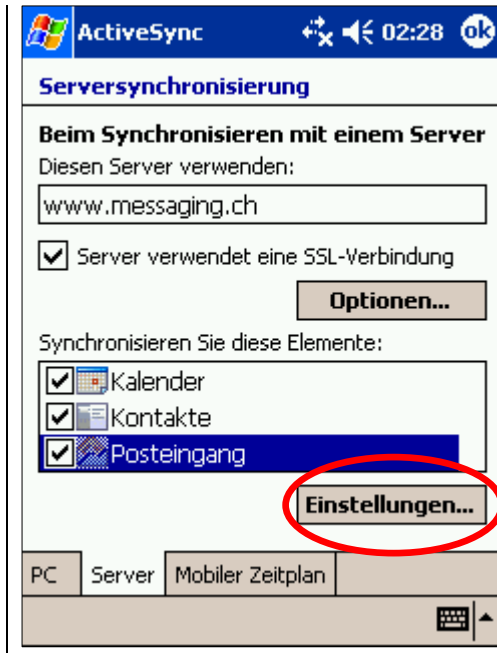 ActiveSync 02:28 ok
Serversynchronisierung
Beim Synchronisieren mit einem Server
Diesen Server verwenden:
www.messaging.ch
Server verwendet eine SSL-Verbindung
Optionen...
Synchronisieren Sie diese Elemente:
Kalender
Kontakte
Posteingang
Einstellungen...
PC Server Mobiler Zeitplan